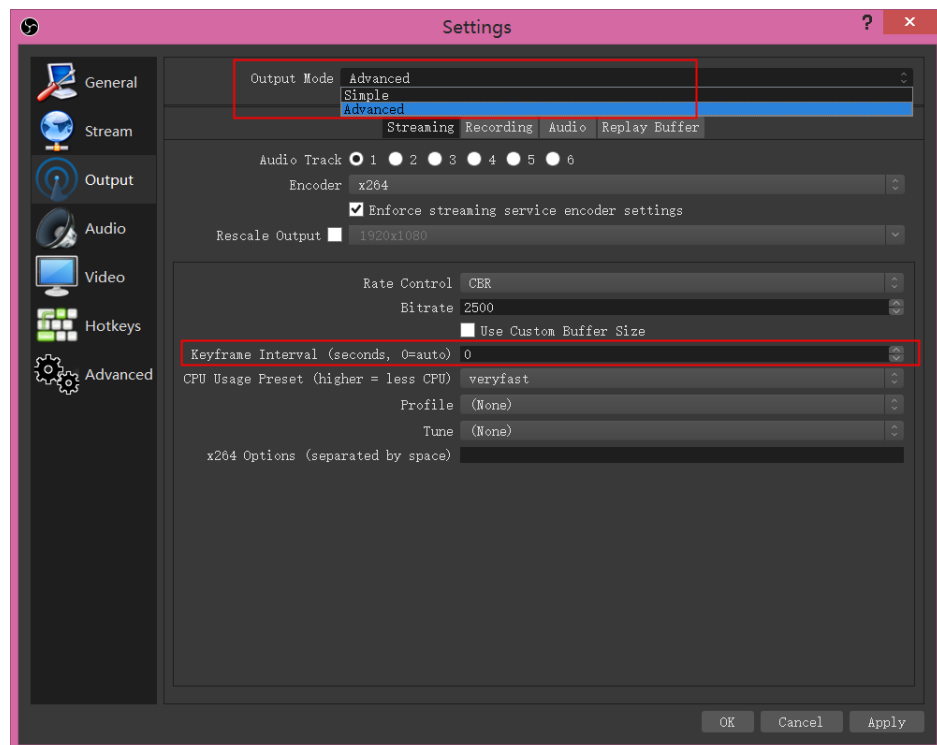 Settings
?
×
General
Stream
Output
Audio
Video
Hotkeys
Advanced
Output Mode Advanced
Simple
Advanced
Streaming Recording Audio Replay Buffer
Audio Track 1 2 3 4 5 6
Encoder x264
Enforce streaming service encoder settings
Rescale Output 1920x1080
Rate Control CBR
Bitrate 2500
Use Custom Buffer Size
Keyframe Interval (seconds, 0=auto) 0
CPU Usage Preset (higher = less CPU) veryfast
Profile (None)
Tune (None)
x264 Options (separated by space)
OK Cancel Apply